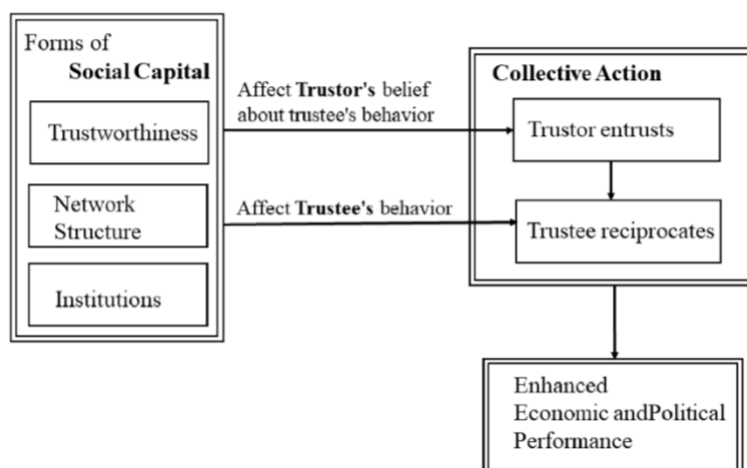 Forms of
Social Capital
Trustworthiness
Network
Structure
Institutions
Affect Trustor's belief
about trustee's behavior
Affect Trustee's behavior
Collective Action
Trustor entrusts
Trustee reciprocates
Enhanced
Economic andPolitical
Performance